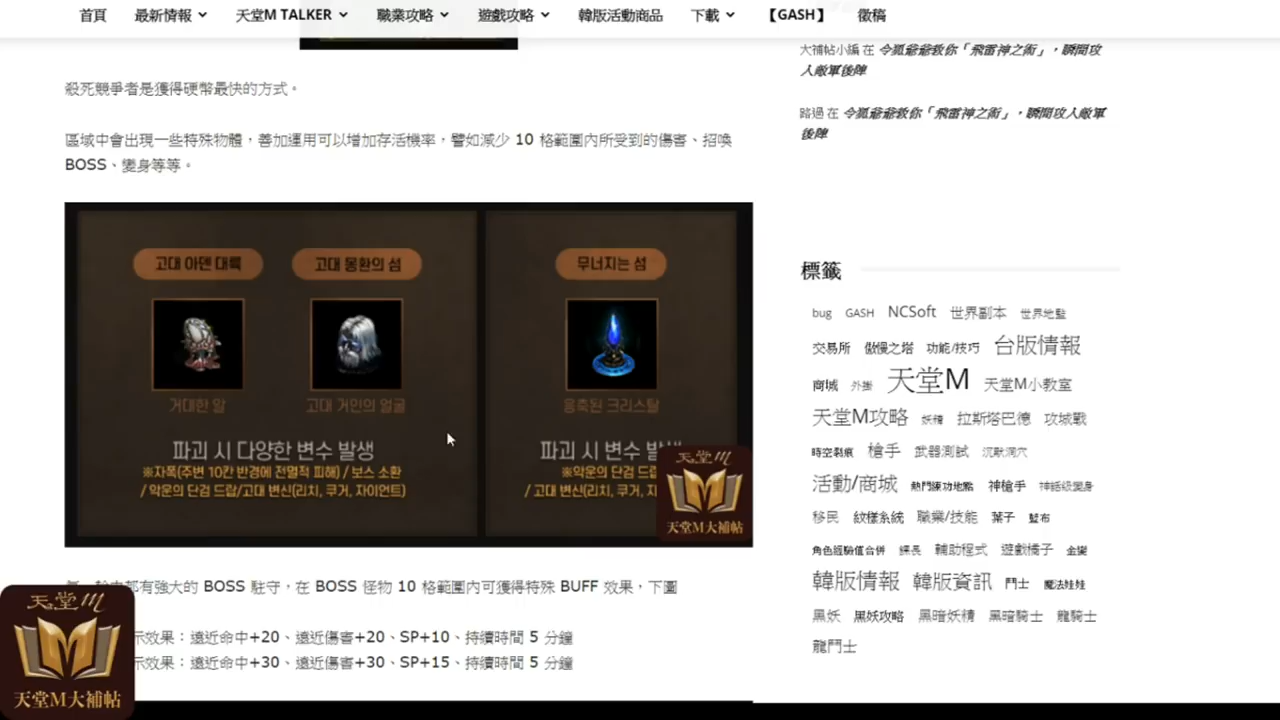 首頁 最新情報 天堂M TALKER 職業攻略 遊戲攻略 韓版活動商品 下載 【GASH】 徵稿
殺死競爭者是獲得硬幣最快的方式。
區域中會出現一些特殊物體，善加運用可以增加存活機率，譬如減少 10 格範圍內所受到的傷害、招喚
BOSS、變身等等。
고대 아덴 대륙 고대 몽환의 섬 무너지는 섬
거대한 알 고대 거인의 얼굴 응축된 크리스탈
파괴 시 다양한 변수 발생
※자폭(주변 10칸 반경에 전멸적 피해) / 보스 소환
/ 악운의 단검 드랍/고대 변신(리치, 쿠거, 자이언트)
파괴 시 변수 발생
※악운의 단검 드랍
/ 고대 변신(리치, 쿠거, 자
天堂M
天堂M大補帖
都有強大的 BOSS 駐守，在 BOSS 怪物 10 格範圍內可獲得特殊 BUFF 效果，下圖
示效果：遠近命中+20、遠近傷害+20、SP+10、持續時間 5 分鐘
示效果：遠近命中+30、遠近傷害+30、SP+15、持續時間 5 分鐘
天堂M
天堂M大補帖
大補帖小編 在 令狐爺爺教你「飛雷神之術」，瞬間攻
入敵軍後陣
路過 在 令狐爺爺教你「飛雷神之術」，瞬間攻入敵軍
後陣
標籤
bug GASH NCSoft 世界副本 世界地監
交易所 傲慢之塔 功能/技巧 台版情報
商城 外掛 天堂M 天堂M小教室
天堂M攻略 妖精 拉斯塔巴德 攻城戰
時空裂痕 槍手 武器測試 沉默洞穴
活動/商城 熱門練功地監 神槍手 神話級變身
移民 紋樣系統 職業/技能 葉子 藍布
角色經驗值合併 課長 輔助程式 遊戲橘子 金變
韓版情報 韓版資訊 鬥士 魔法娃娃
黑妖 黑妖攻略 黑暗妖精 黑暗騎士 龍騎士
龍鬥士